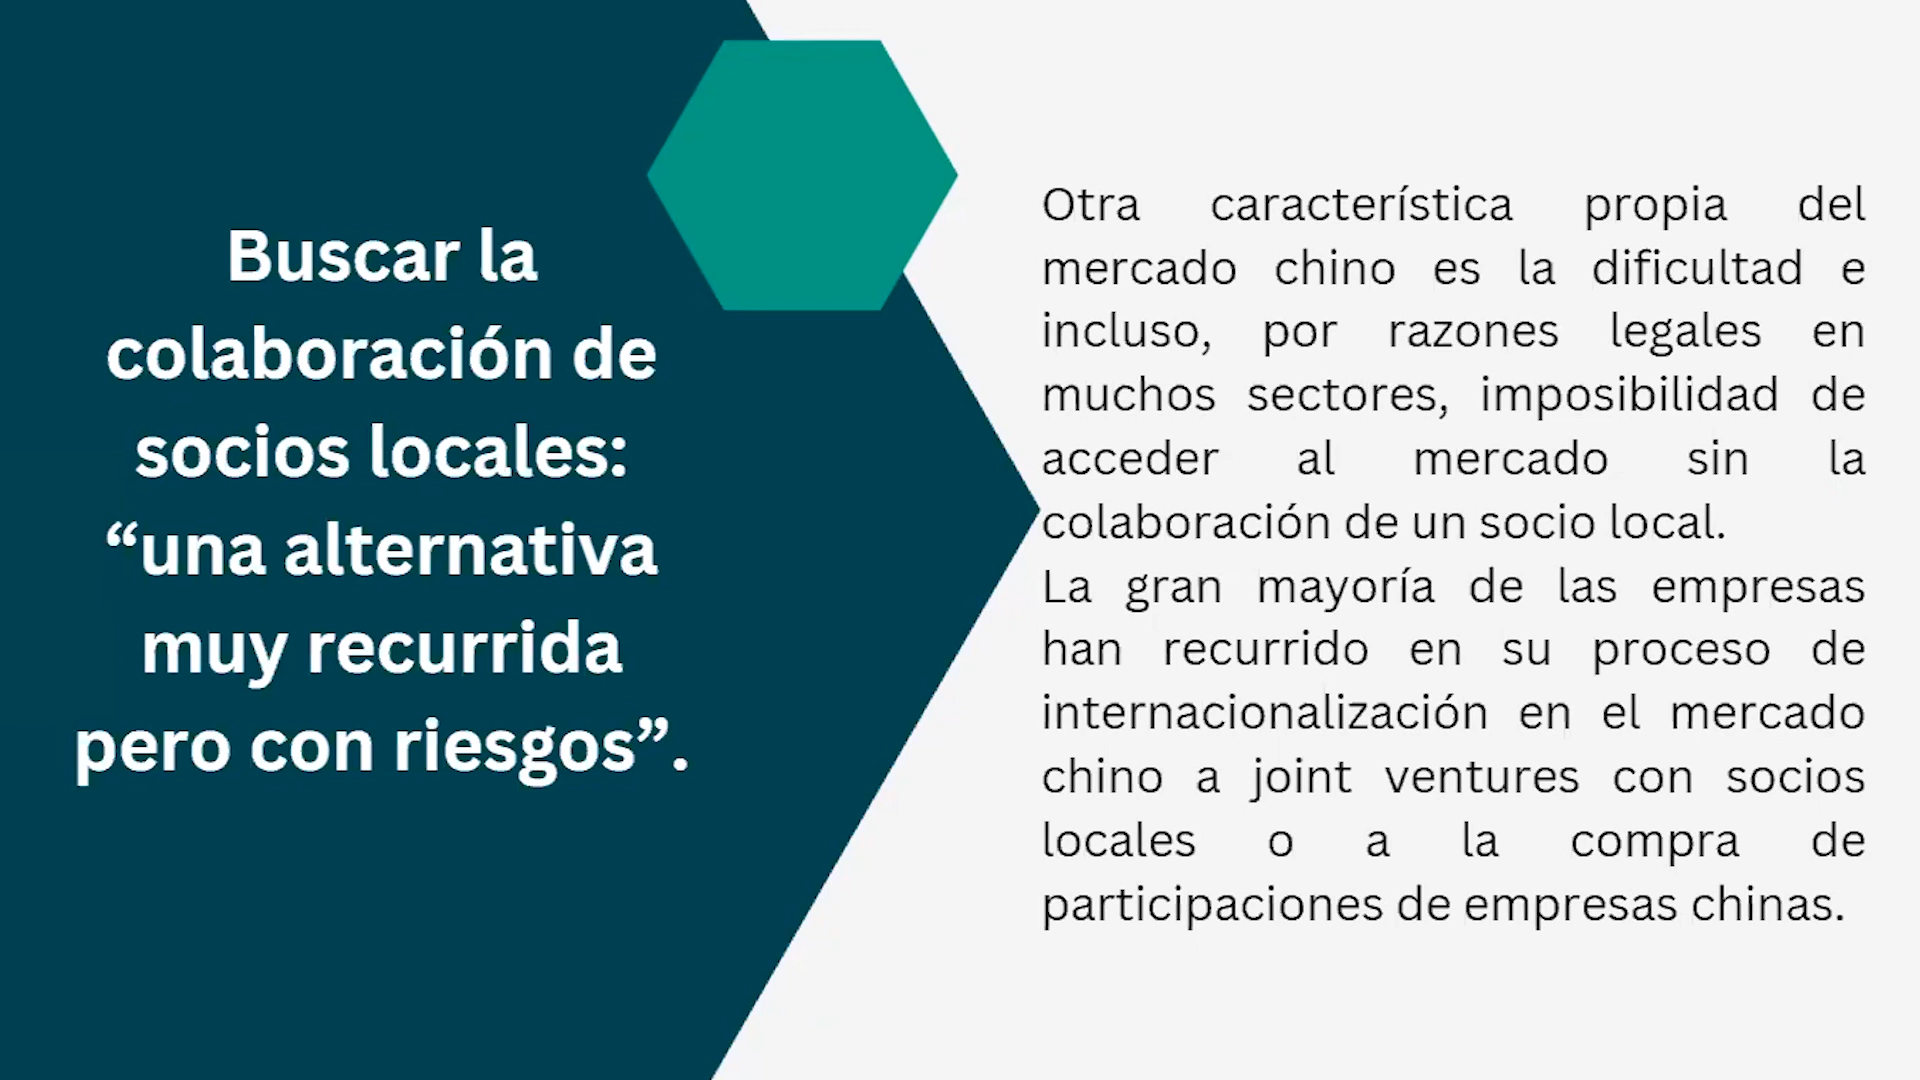 Buscar la
colaboración de
socios locales:
“una alternativa
muy recurrida
pero con riesgos”.
Otra característica propia del
mercado chino es la dificultad e
incluso, por razones legales en
muchos sectores, imposibilidad de
acceder al mercado sin la
colaboración de un socio local.
La gran mayoría de las empresas
han recurrido en su proceso de
internacionalización en el mercado
chino a joint ventures con socios
locales o a la compra de
participaciones de empresas chinas.